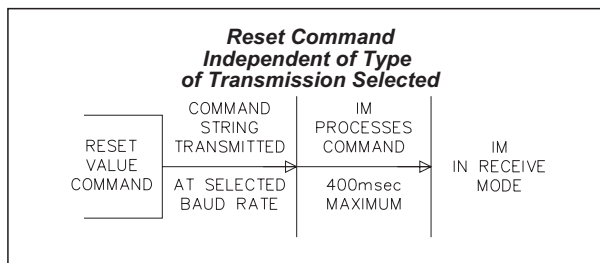 Reset Command
Independent of Type
of Transmission Selected
RESET
VALUE
COMMAND
COMMAND
STRING
TRANSMITTED
AT SELECTED
BAUD RATE
IM
PROCESSES
COMMAND
400msec
MAXIMUM
IM
IN RECEIVE
MODE